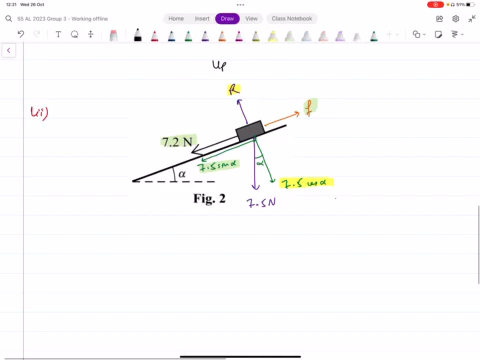 12:21 Wed 26 Oct
51%
S5 AL 2023 Group 3 - Working offline
Home Insert Draw View Class Notebook
Up
R
f
7.2 N
7.5 sin α
α
α
7.5 cos α
Fig. 2
7.5N